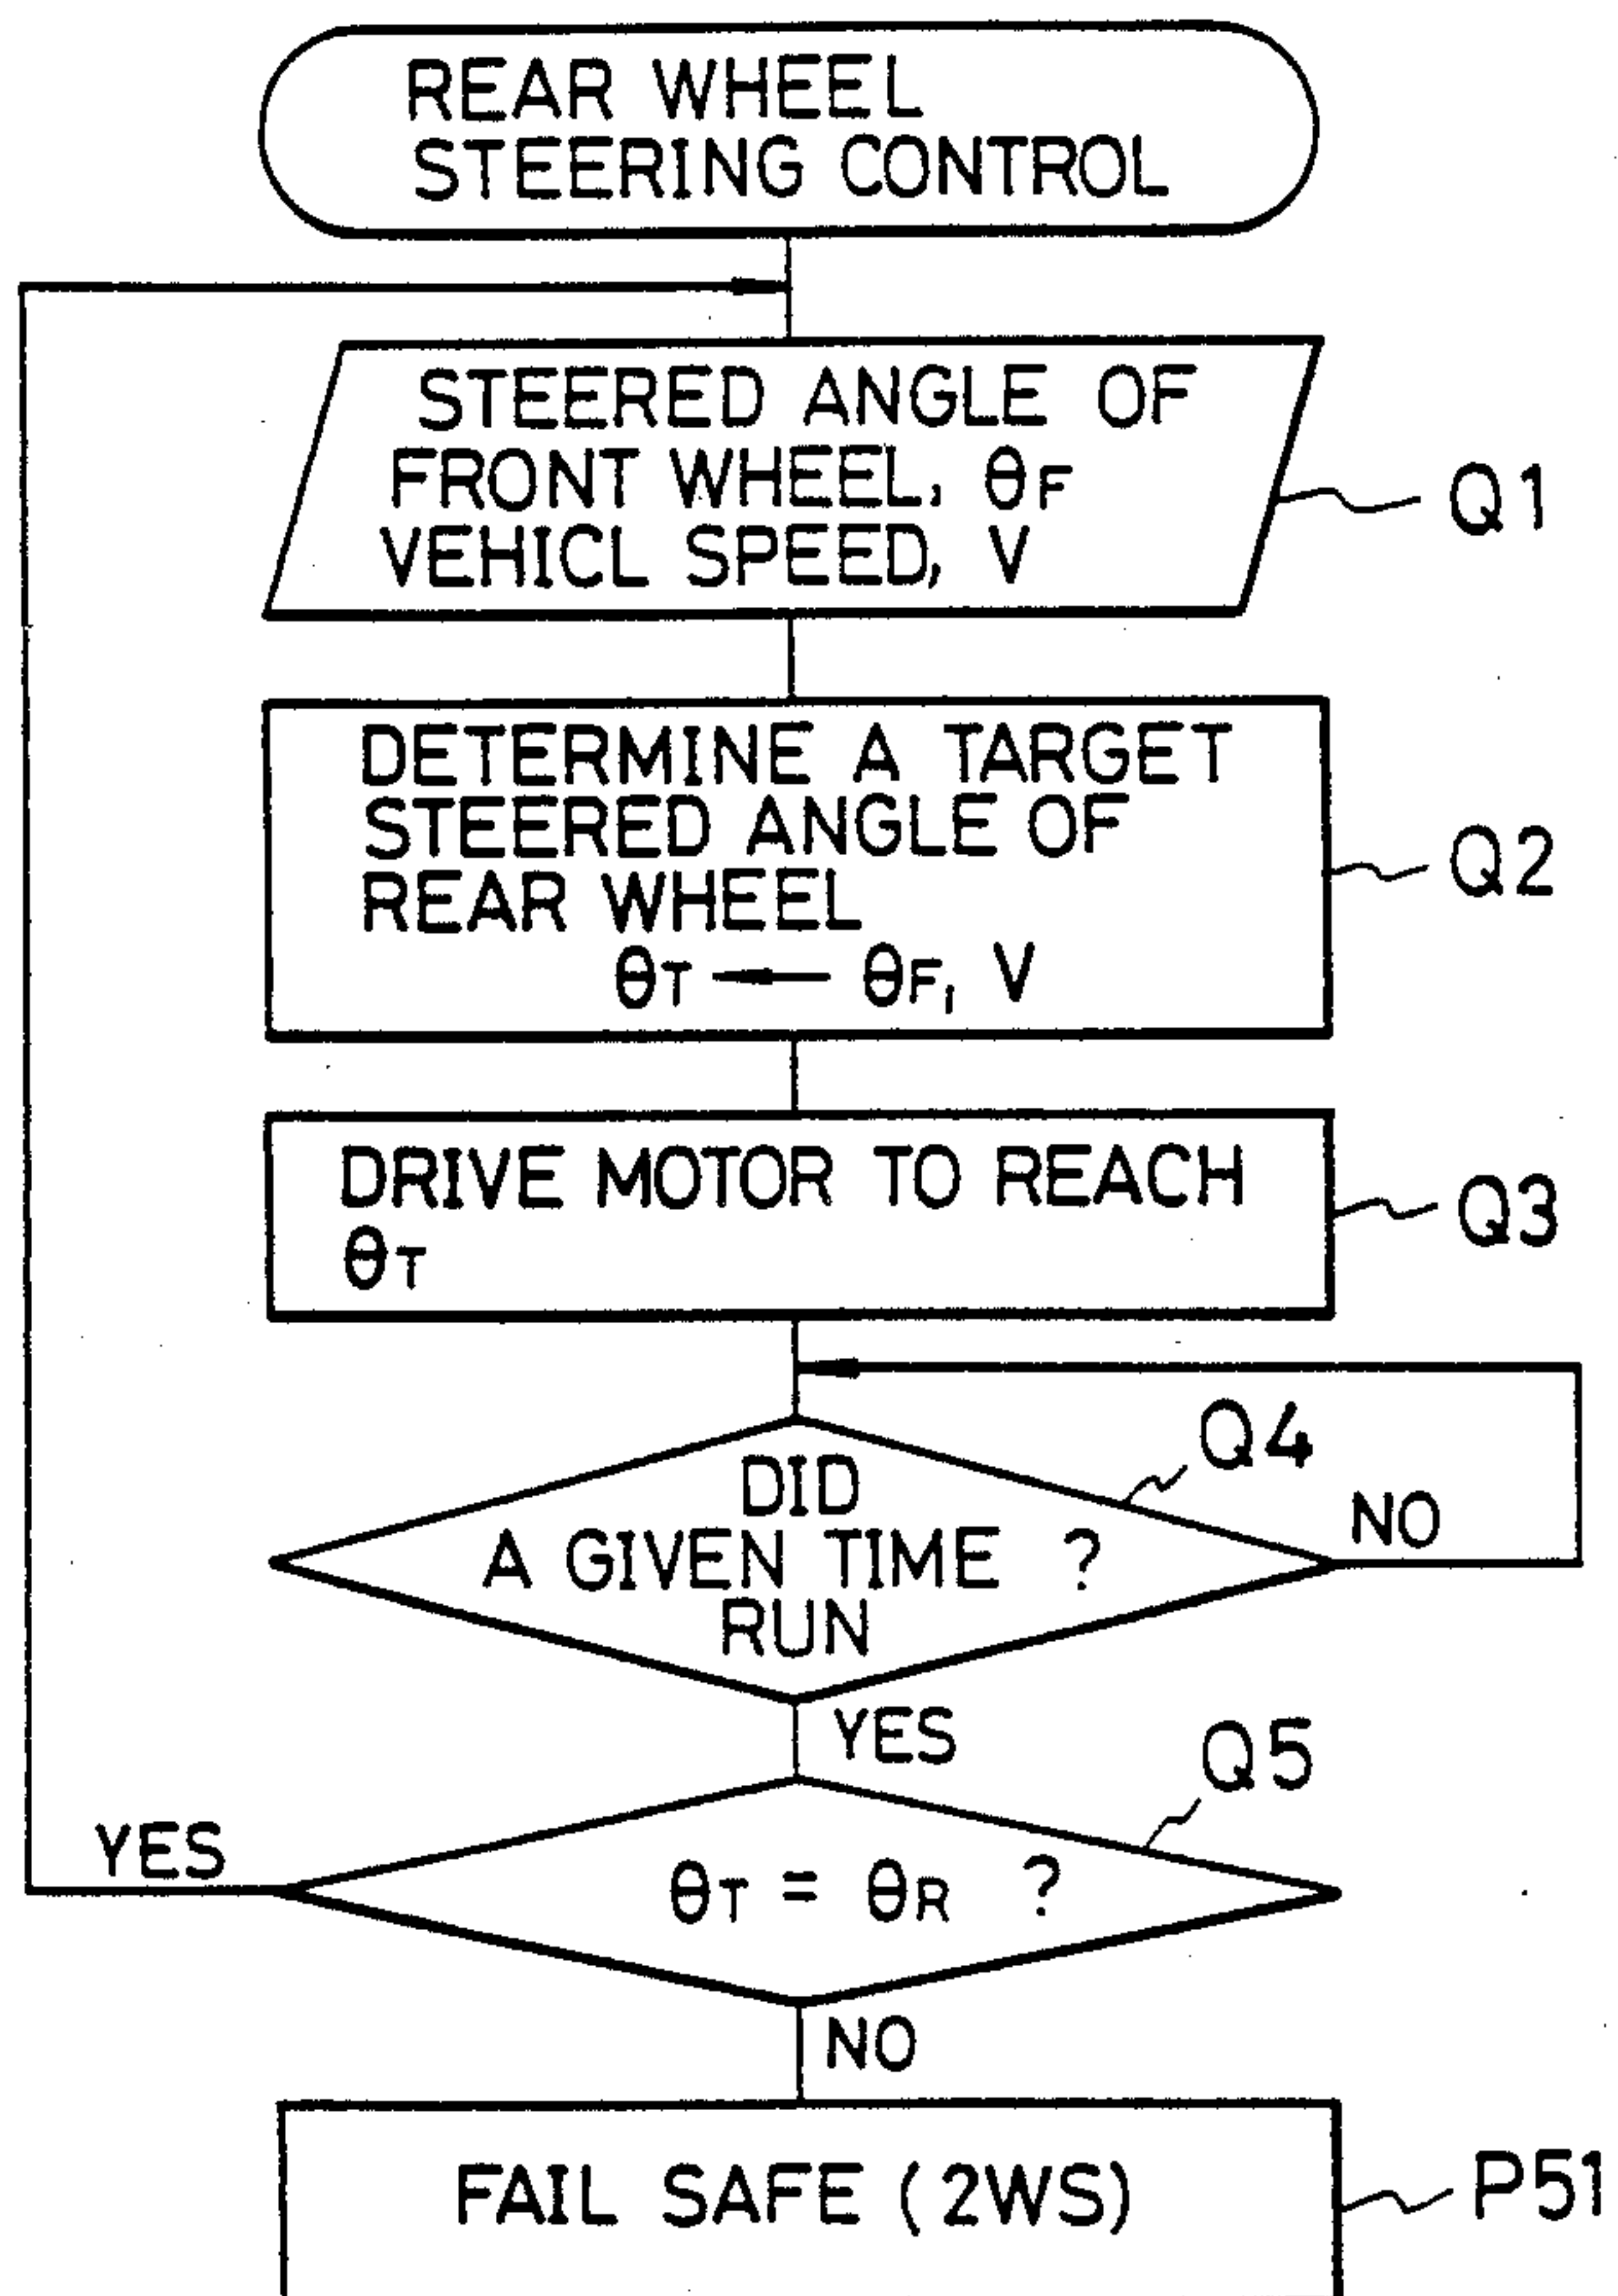 REAR WHEEL
STEERING CONTROL
STEERED ANGLE OF
FRONT WHEEL, θF
VEHICL SPEED, V
Q1
DETERMINE A TARGET
STEERED ANGLE OF
REAR WHEEL
θT ← θF, V
Q2
DRIVE MOTOR TO REACH
θT
Q3
Q4
DID
A GIVEN TIME ?
RUN
NO
YES
Q5
YES
θT = θR ?
NO
FAIL SAFE (2WS)
P51